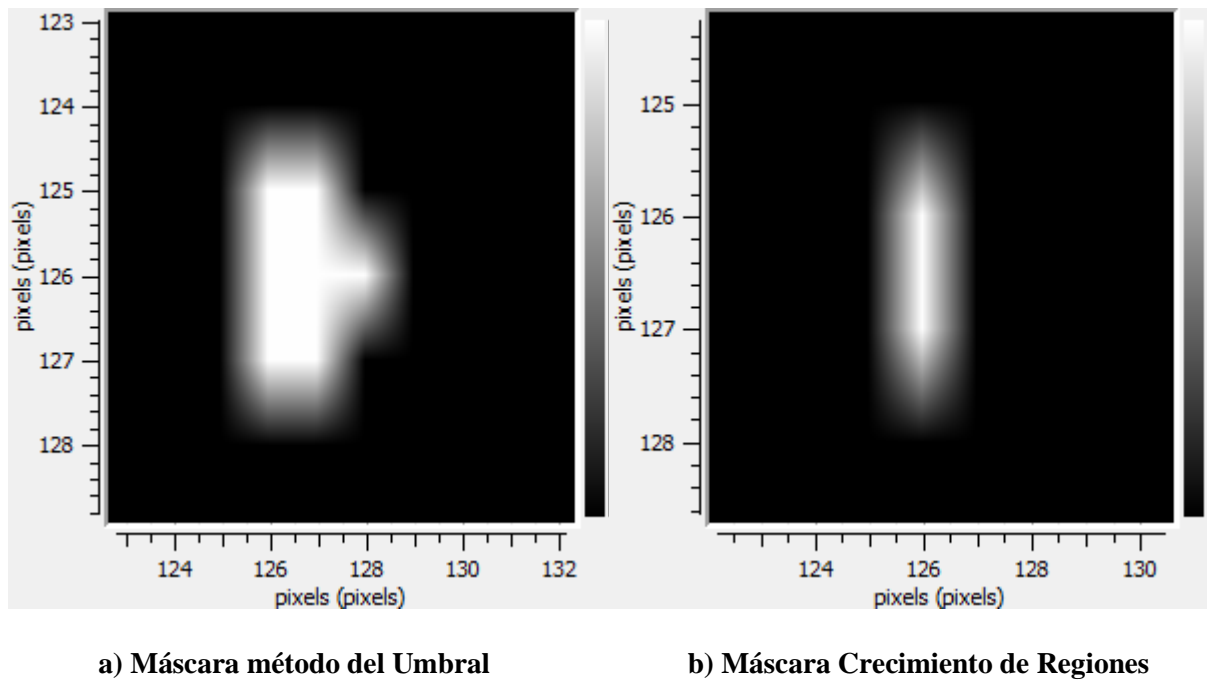 123
124
125
126
127
128
pixels (pixels)
124 126 128 130 132
pixels (pixels)
125
126
127
128
pixels (pixels)
124 126 128 130
pixels (pixels)
a) Máscara método del Umbral
b) Máscara Crecimiento de Regiones